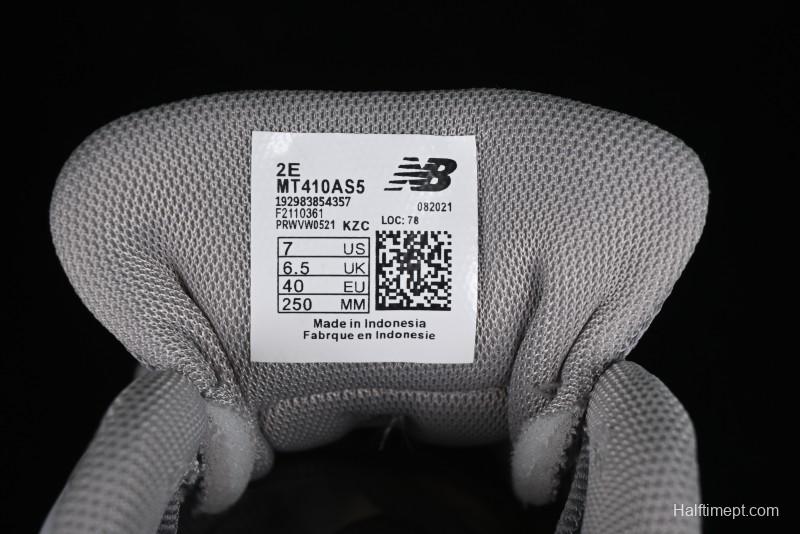 2E
MT410AS5
192983854357
F2110361
PRWVW0521 KZC
NB
082021
LOC: 78
7 US
6.5 UK
40 EU
250 MM
Made in Indonesia
Fabrque en Indonesie
Halftimept.com